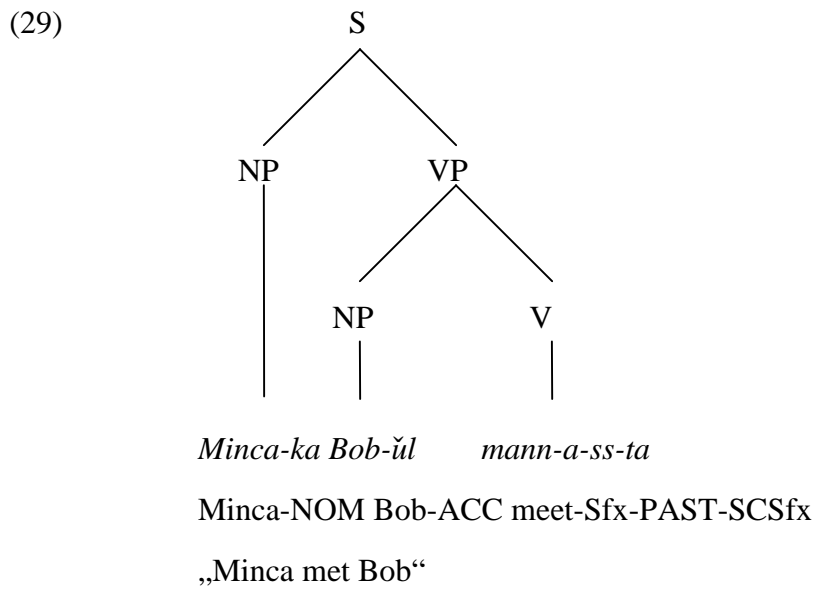 (29) S
NP VP
NP V
Minca-ka Bob-ŭl mann-a-ss-ta
Minca-NOM Bob-ACC meet-Sfx-PAST-SCSfx
„Minca met Bob“